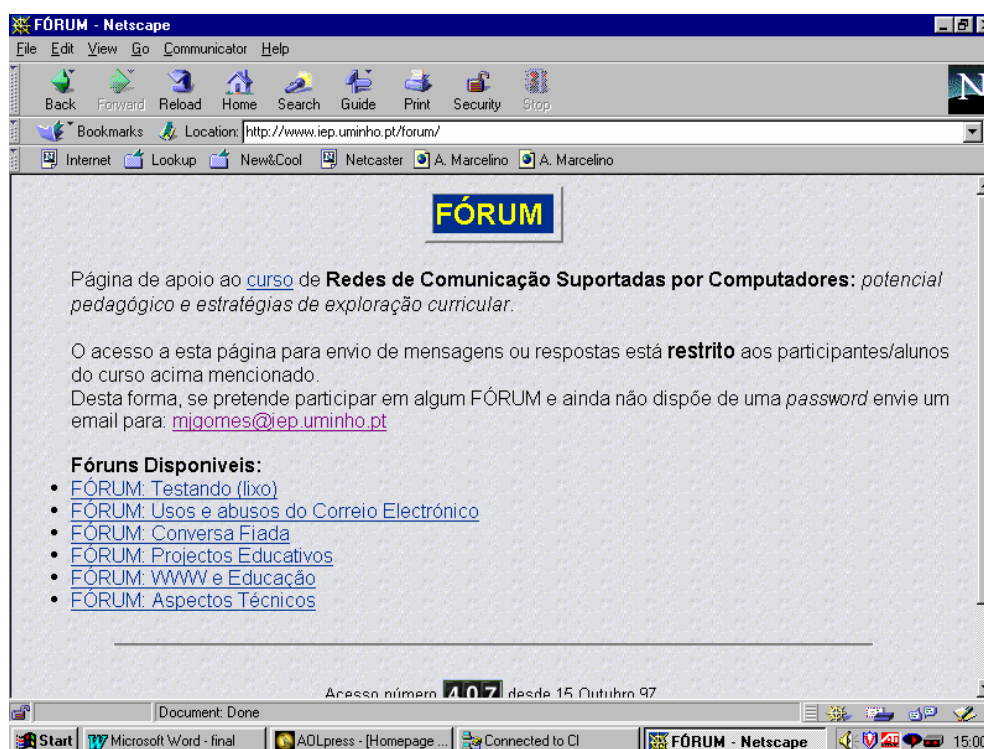 FÓRUM - Netscape
File Edit View Go Communicator Help
Back Forward Reload Home Search Guide Print Security Stop
N
Bookmarks Location: http://www.iep.uminho.pt/forum/
Internet Lookup New&Cool Netcaster A. Marcelino A. Marcelino
FÓRUM
Página de apoio ao curso de Redes de Comunicação Suportadas por Computadores: potencial
pedagógico e estratégias de exploração curricular.
O acesso a esta página para envio de mensagens ou respostas está restrito aos participantes/alunos
do curso acima mencionado.
Desta forma, se pretende participar em algum FÓRUM e ainda não dispõe de uma password envie um
email para: mjgomes@iep.uminho.pt
Fóruns Disponiveis:
FÓRUM: Testando (lixo)
FÓRUM: Usos e abusos do Correio Electrónico
FÓRUM: Conversa Fiada
FÓRUM: Projectos Educativos
FÓRUM: WWW e Educação
FÓRUM: Aspectos Técnicos
Acesso número 407 desde 15 Outubro 97
Document: Done
Start Microsoft Word - final AOLpress - [Homepage ... Connected to CI FÓRUM - Netscape 15:00